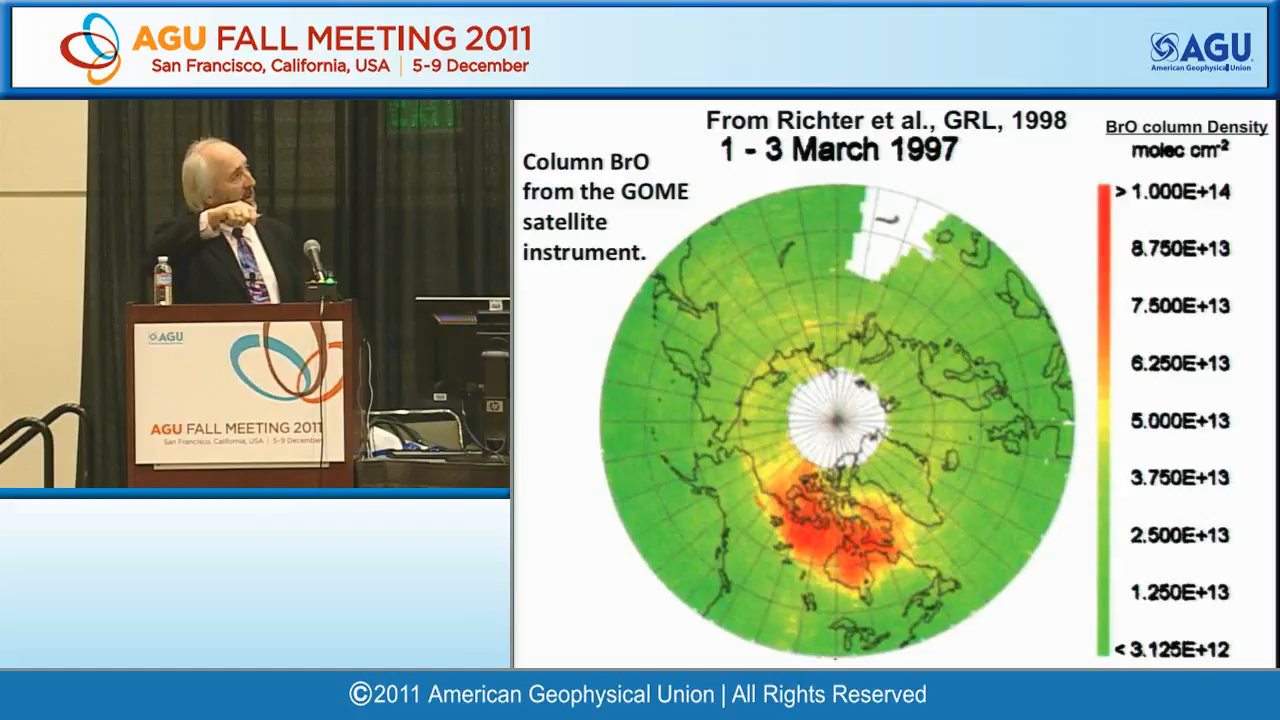 AGU FALL MEETING 2011
San Francisco, California, USA | 5-9 December
AGU
American Geophysical Union
From Richter et al., GRL, 1998
1 - 3 March 1997
BrO column Density
molec cm-2
Column BrO
from the GOME
satellite
instrument.
> 1.000E+14
8.750E+13
7.500E+13
6.250E+13
5.000E+13
3.750E+13
2.500E+13
1.250E+13
< 3.125E+12
AGU
AGU FALL MEETING 2011
San Francisco, California, USA | 5-9 December
hp
©2011 American Geophysical Union | All Rights Reserved